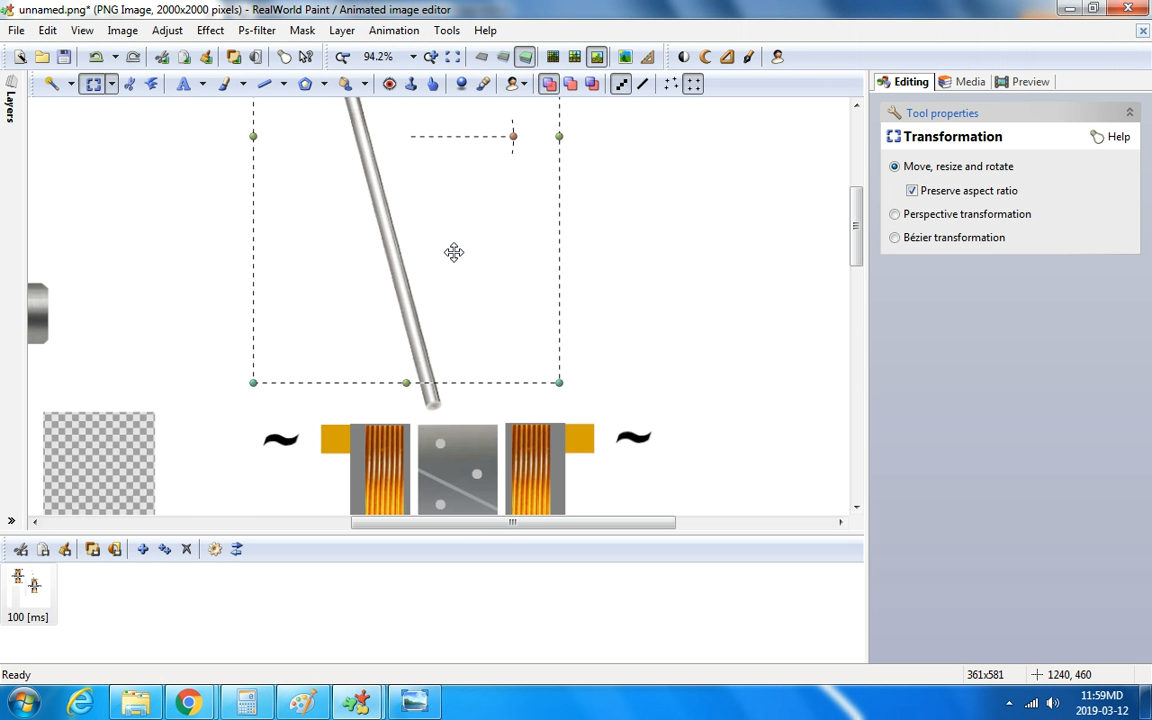 unnamed.png* (PNG Image, 2000x2000 pixels) - RealWorld Paint / Animated image editor
File Edit View Image Adjust Effect Ps-filter Mask Layer Animation Tools Help
94.2%
Layers
Editing Media Preview
Tool properties
Transformation Help
Move, resize and rotate
Preserve aspect ratio
Perspective transformation
Bézier transformation
~ ~
100 [ms]
Ready 361x581 1240, 460
11:59MD
2019-03-12